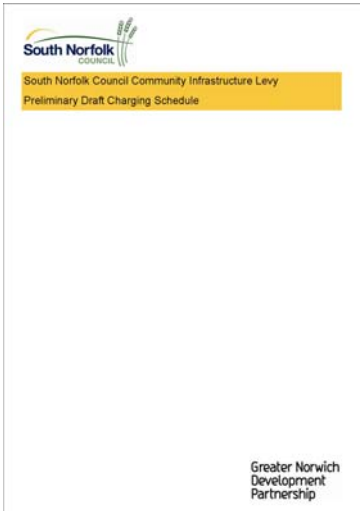 South Norfolk
COUNCIL
South Norfolk Council Community Infrastructure Levy
Preliminary Draft Charging Schedule
Greater Norwich
Development
Partnership